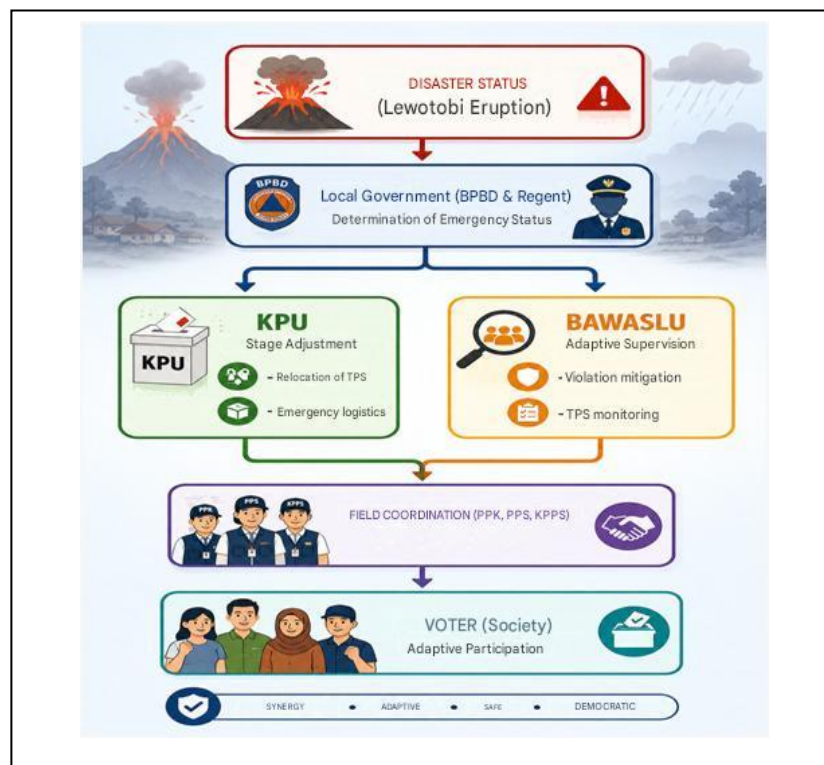 DISASTER STATUS
(Lewotobi Eruption)
BPBD
Local Government (BPBD & Regent)
Determination of Emergency Status
KPU
KPU
Stage Adjustment
- Relocation of TPS
- Emergency logistics
BAWASLU
Adaptive Supervision
- Violation mitigation
- TPS monitoring
PPK
PPS
KPPS
FIELD COORDINATION (PPK, PPS, KPPS)
VOTER (Society)
Adaptive Participation
SYNERGY • ADAPTIVE • SAFE • DEMOCRATIC